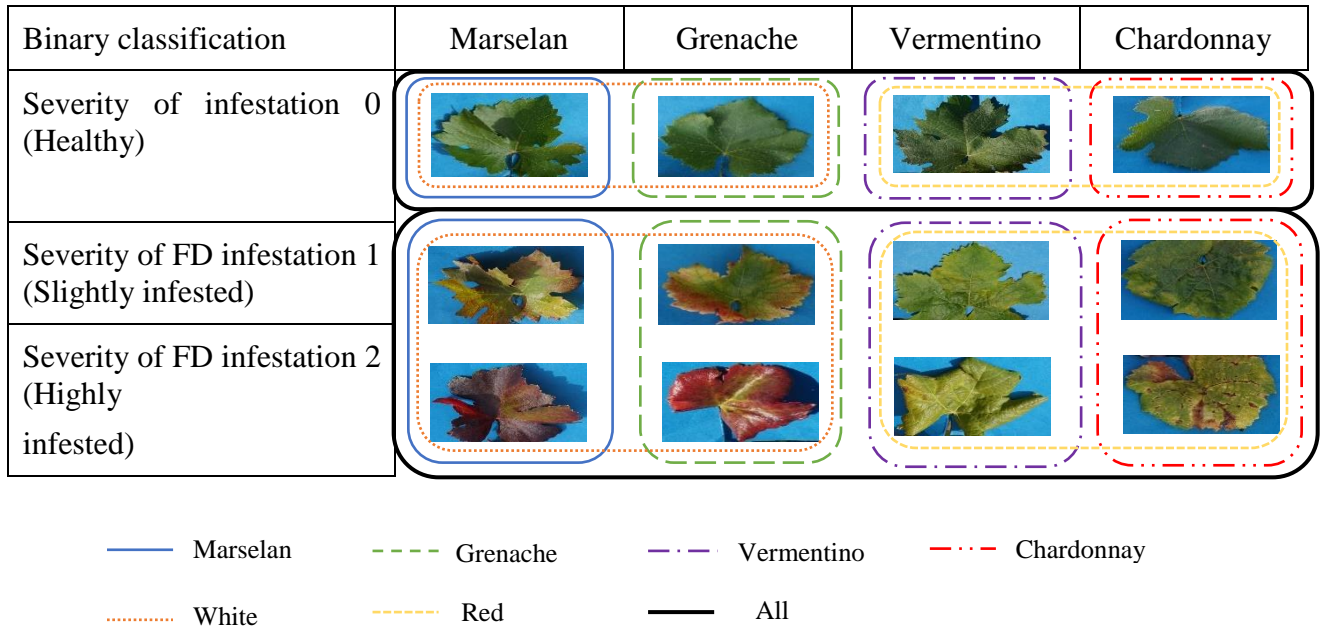 Binary classification
Marselan
Grenache
Vermentino
Chardonnay
Severity of infestation 0
(Healthy)
Severity of FD infestation 1
(Slightly infested)
Severity of FD infestation 2
(Highly
infested)
Marselan
Grenache
Vermentino
Chardonnay
White
Red
All